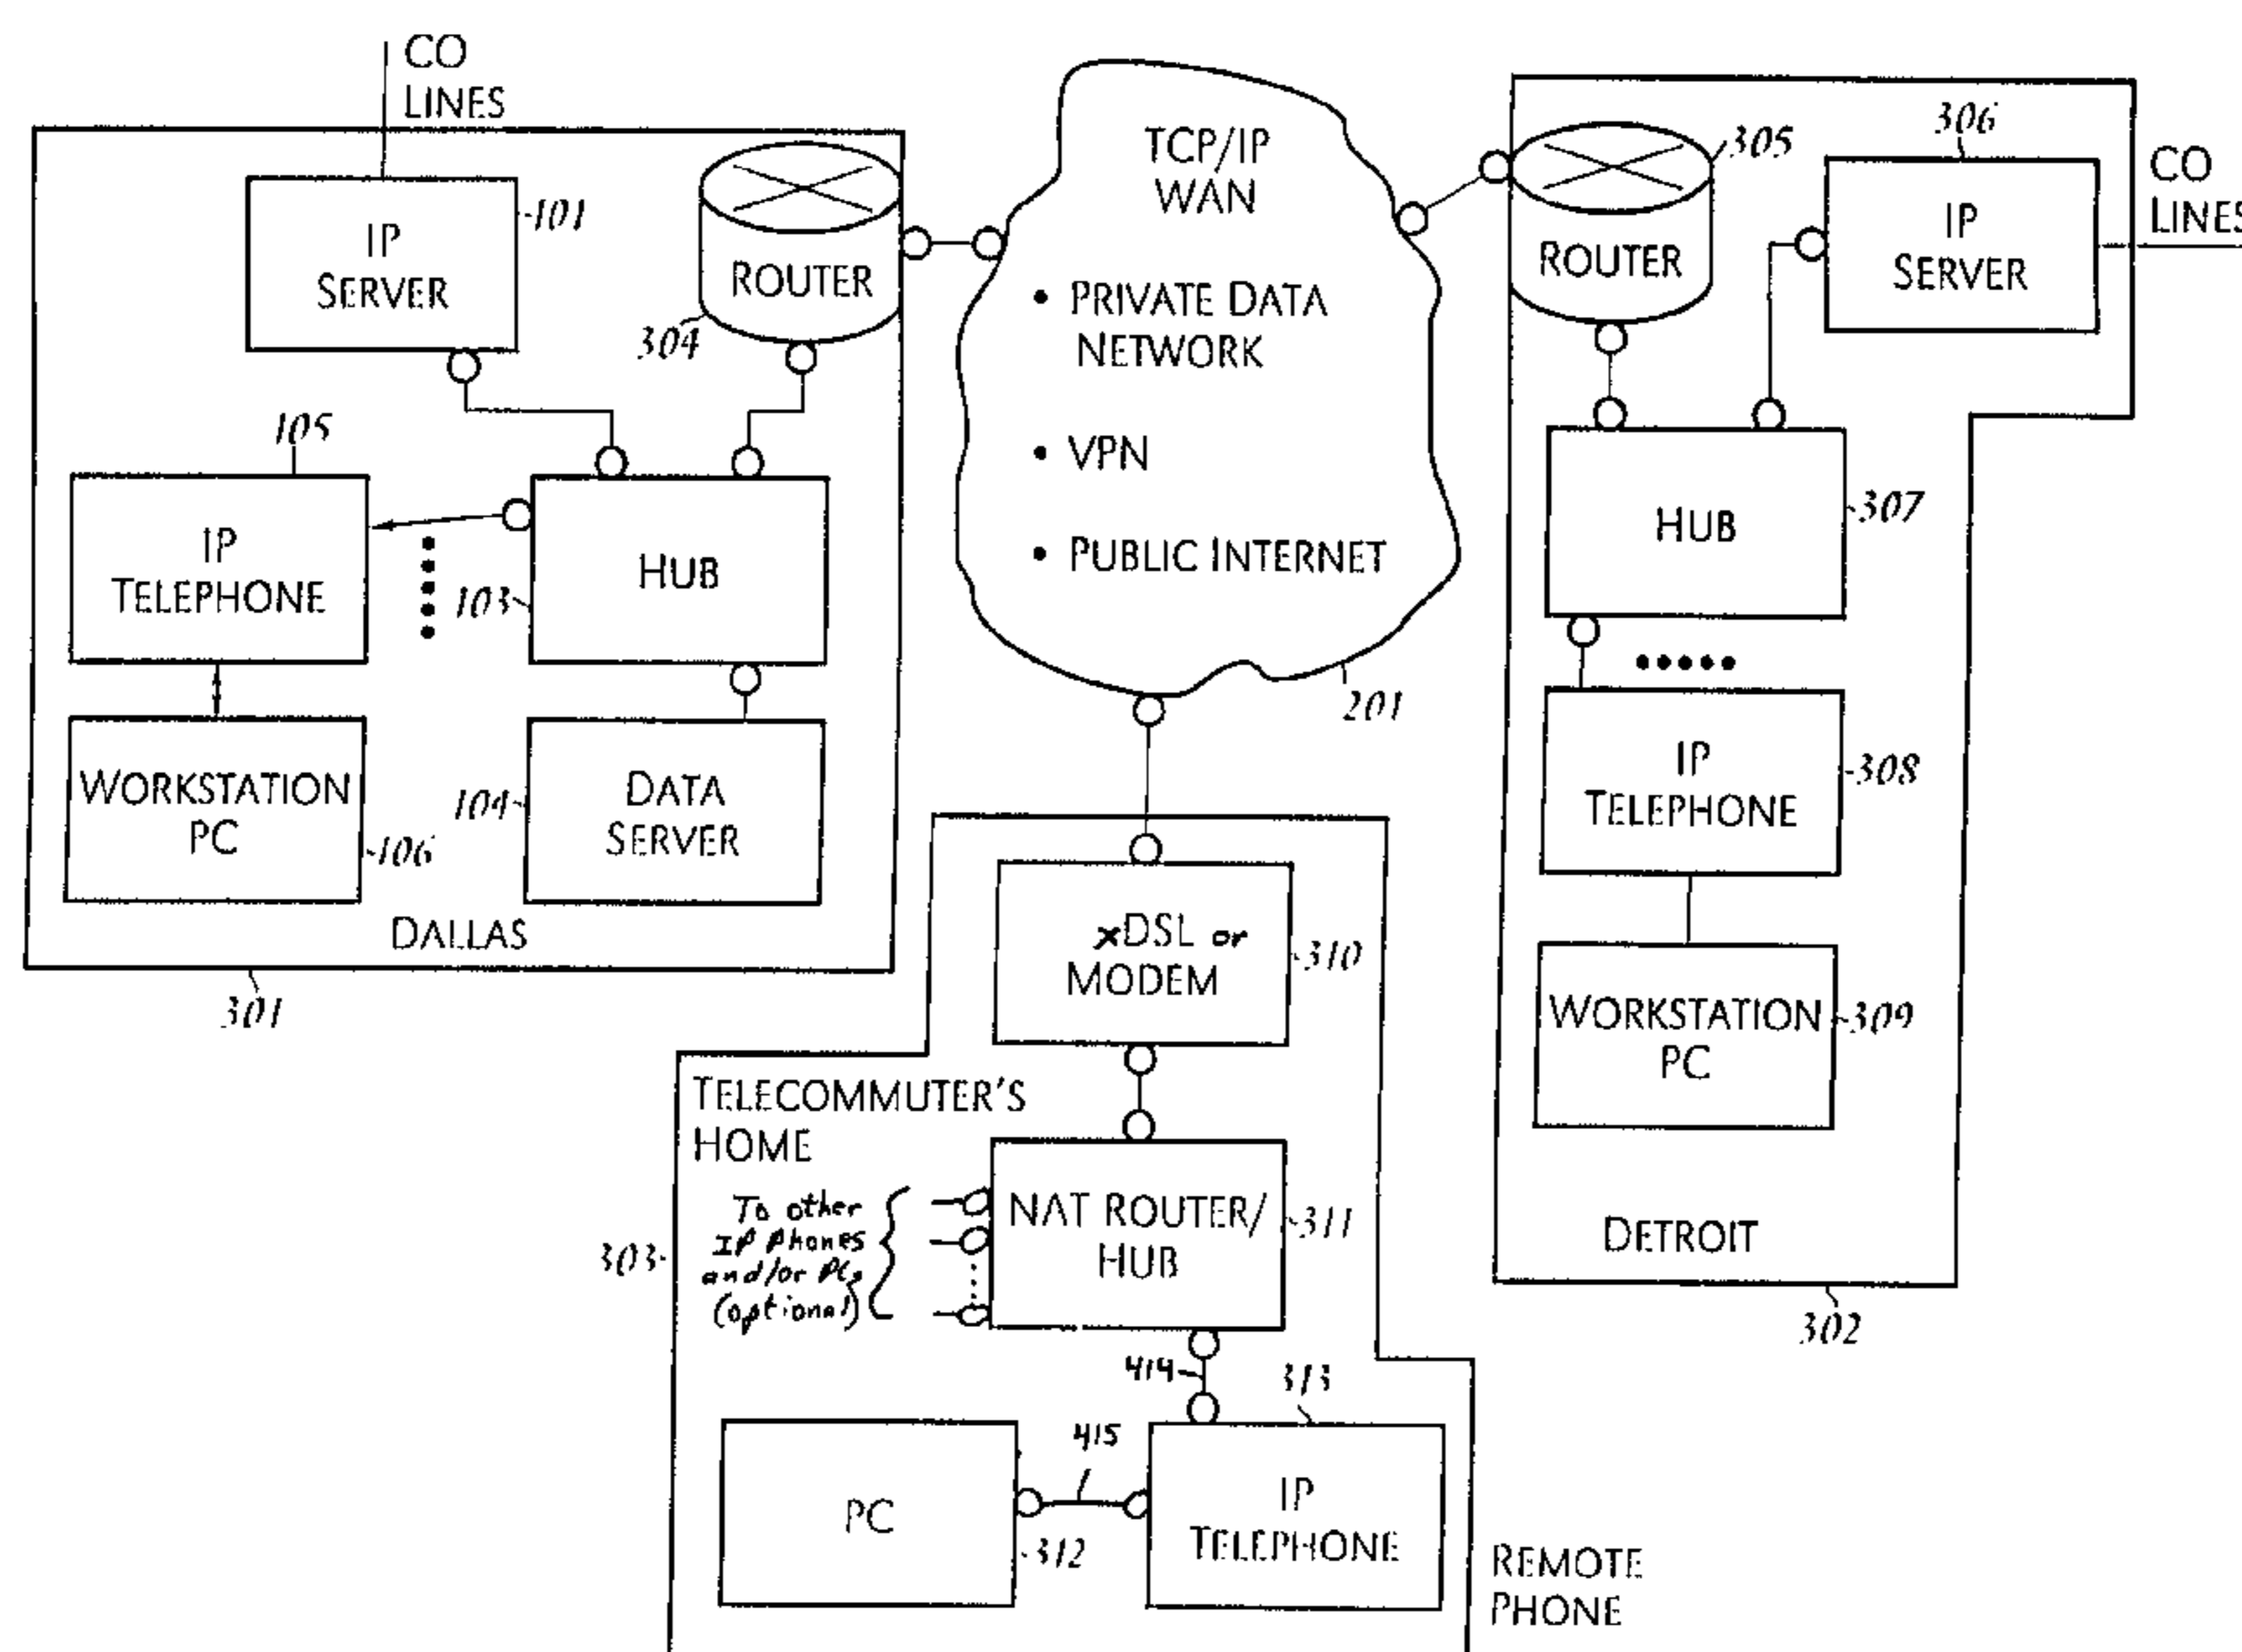 CO
LINES
IP
SERVER
101
ROUTER
304
105
IP
TELEPHONE
HUB
103
WORKSTATION
PC
106
DATA
SERVER
104
DALLAS
301
TCP/IP
WAN
• PRIVATE DATA
NETWORK
• VPN
• PUBLIC INTERNET
201
305
ROUTER
306
IP
SERVER
CO
LINES
HUB
307
IP
TELEPHONE
308
WORKSTATION
PC
309
DETROIT
302
xDSL or
MODEM
310
TELECOMMUTER'S
HOME
To other
IP phones
and/or PCs
(optional)
303
NAT ROUTER/
HUB
311
414
313
415
PC
312
IP
TELEPHONE
REMOTE
PHONE